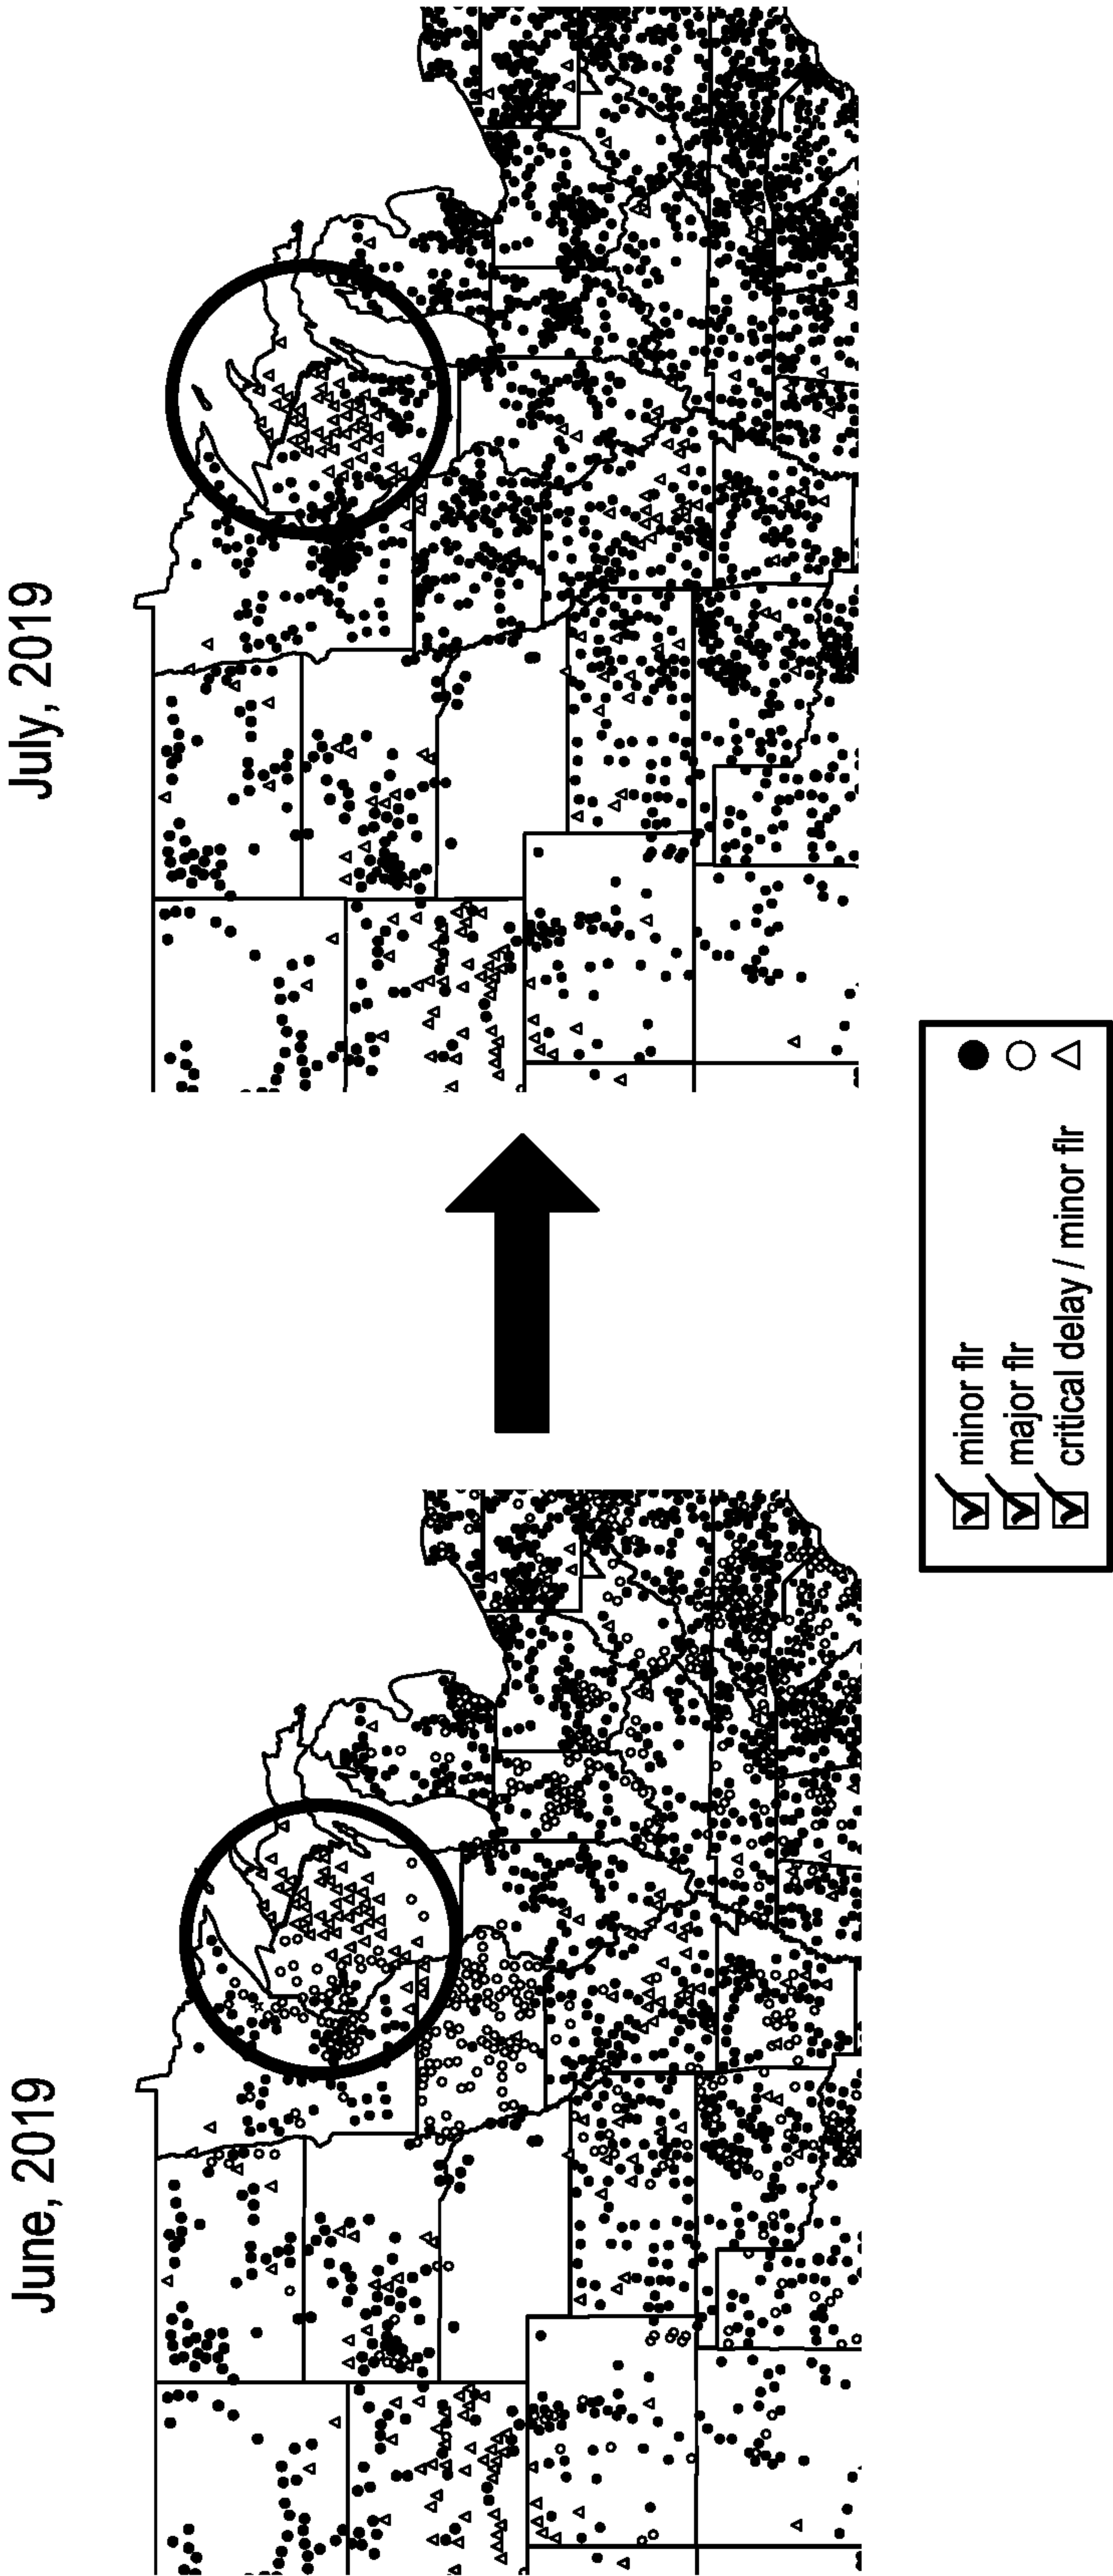 June, 2019
July, 2019
minor flr
major flr
critical delay / minor flr